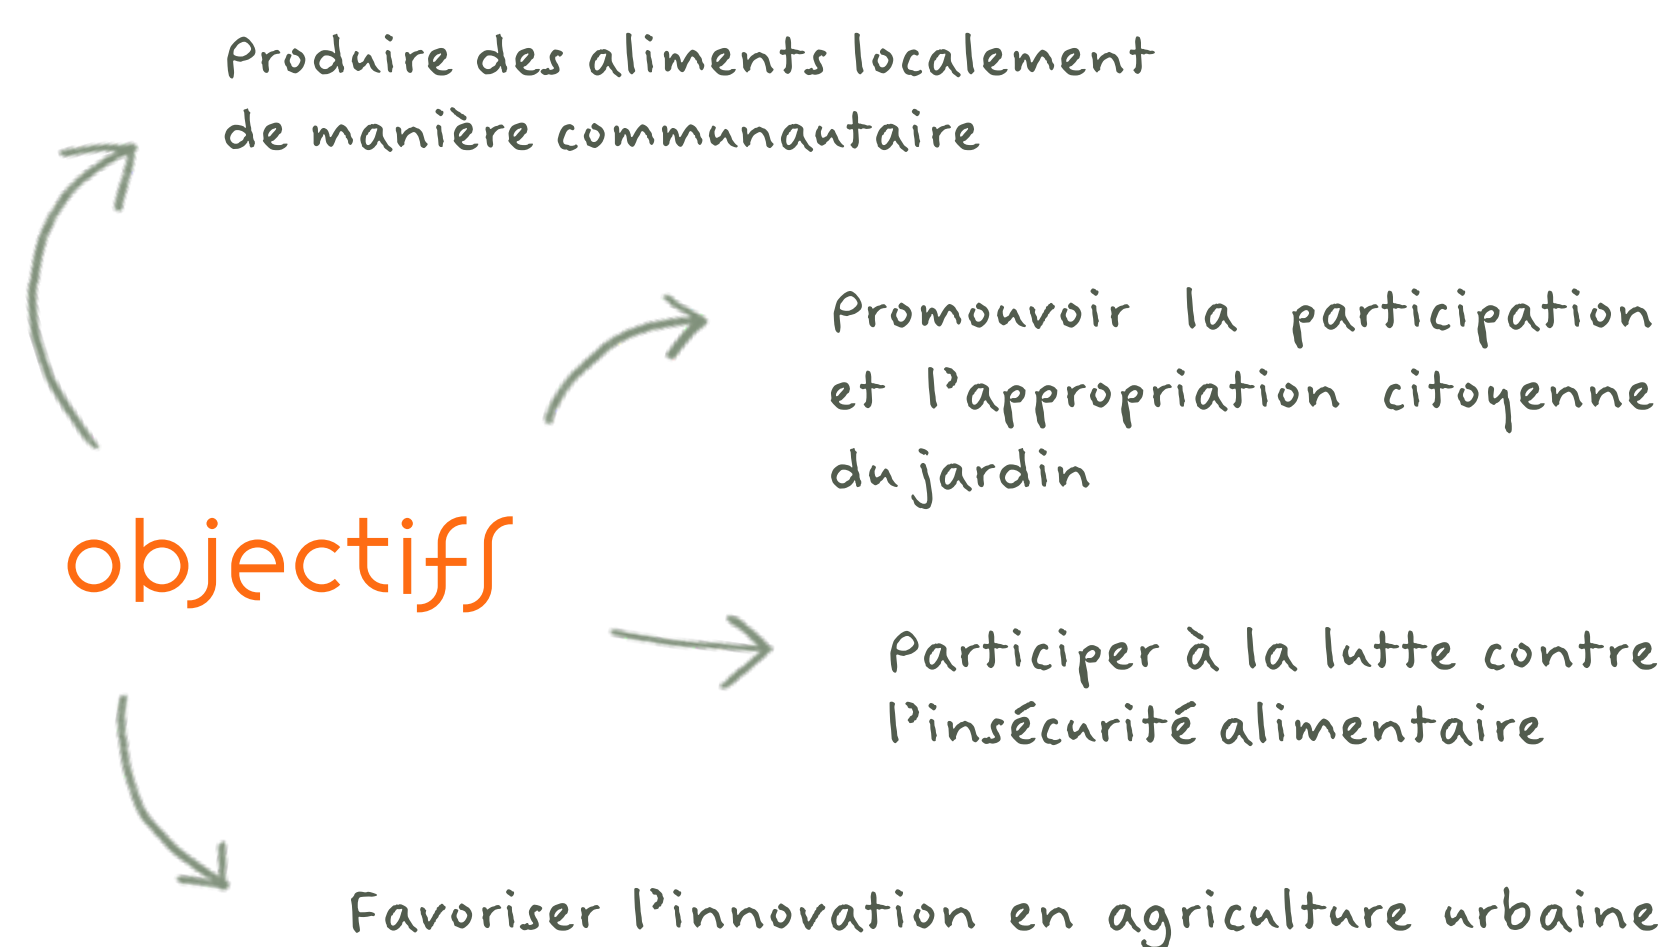 Produire des aliments localement
de manière communautaire
Promouvoir la participation
et l'appropriation citoyenne
du jardin
objectifs
Participer à la lutte contre
l'insécurité alimentaire
Favoriser l'innovation en agriculture urbaine